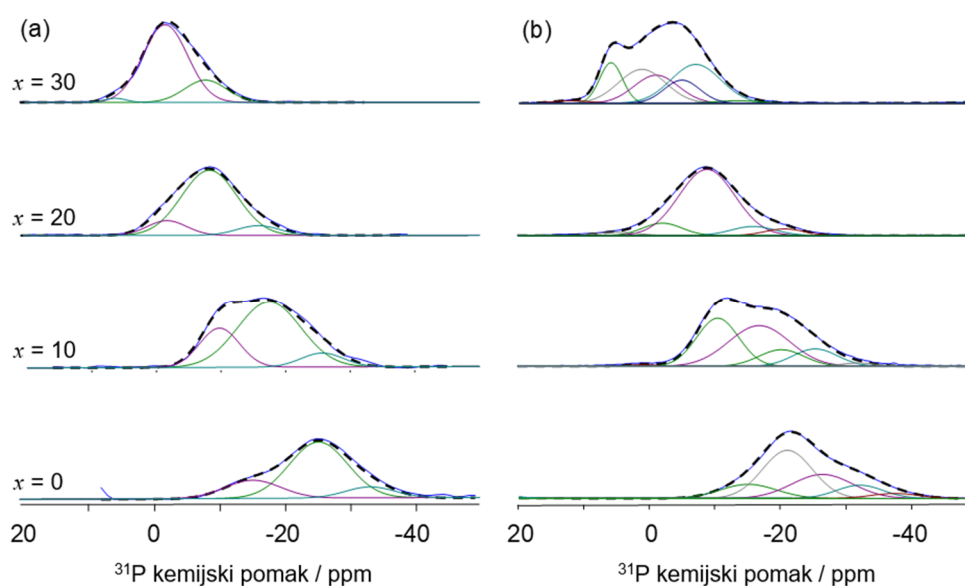 (a)
(b)
x = 30
x = 20
x = 10
x = 0
20 0 -20 -40
20 0 -20 -40
³¹P kemijski pomak / ppm
³¹P kemijski pomak / ppm